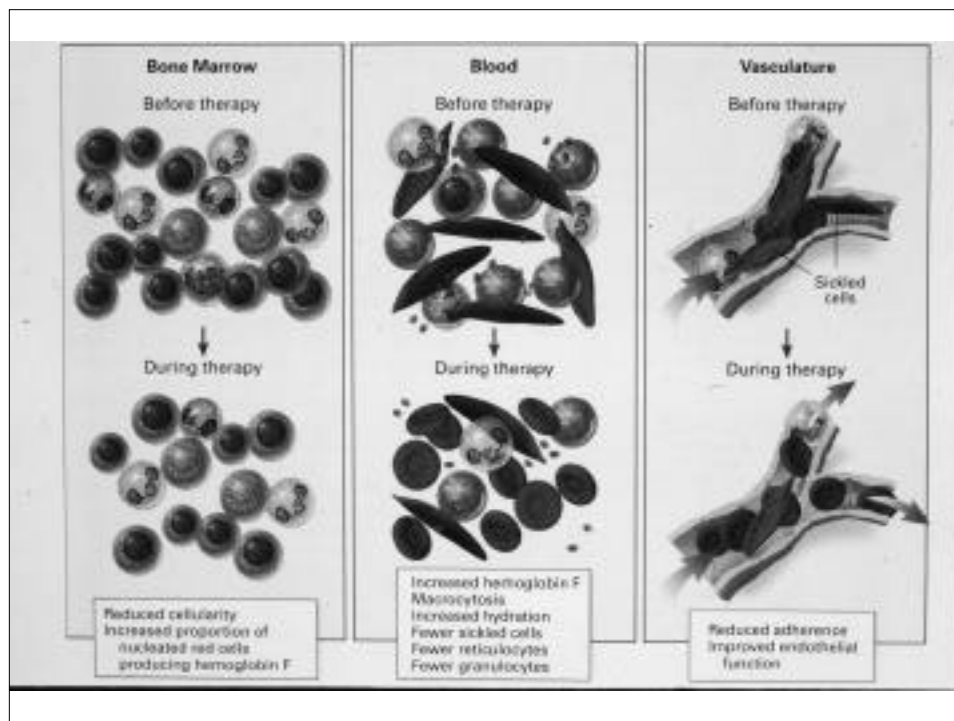 Bone Marrow
Before therapy
During therapy
Reduced cellularity
Increased proportion of
nucleated red cells
producing hemoglobin F
Blood
Before therapy
During therapy
Increased hemoglobin F
Macrocytosis
Increased hydration
Fewer sickled cells
Fewer reticulocytes
Fewer granulocytes
Vasculature
Before therapy
Sickled
cells
During therapy
Reduced adherence
Improved endothelial
function